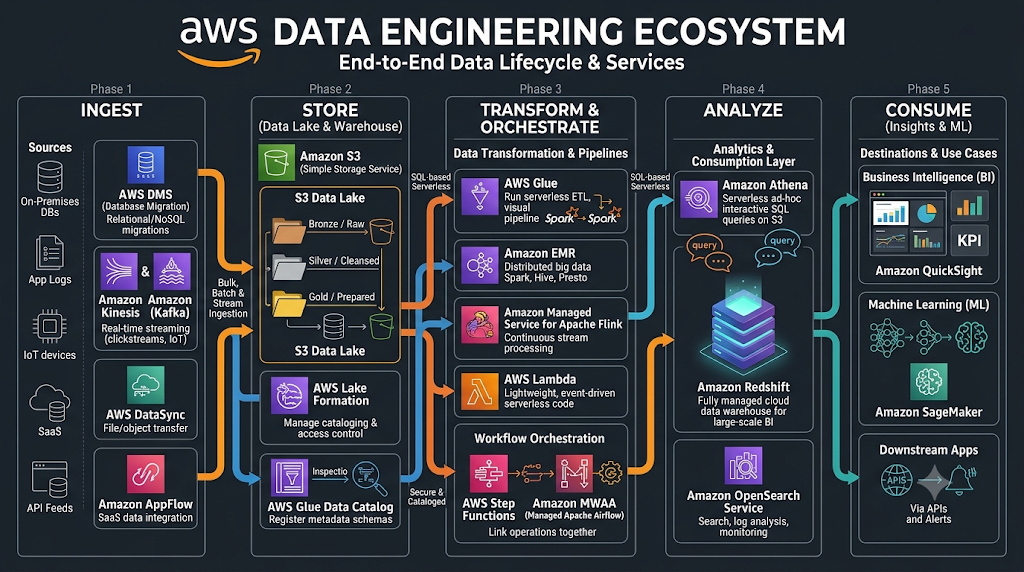 aws DATA ENGINEERING ECOSYSTEM
End-to-End Data Lifecycle & Services
Phase 1
INGEST
Sources
On-Premises
DBs
App Logs
IoT devices
SaaS
API Feeds
AWS DMS
(Database Migration)
Relational/NoSQL
migrations
&
Amazon
Kinesis
Amazon
(Kafka)
Real-time streaming
(clickstreams, IoT)
AWS DataSync
File/object transfer
Amazon AppFlow
SaaS data integration
Bulk,
Batch &
Stream
Ingestion
Phase 2
STORE
(Data Lake & Warehouse)
Amazon S3
(Simple Storage Service)
S3 Data Lake
Bronze / Raw
Silver / Cleansed
Gold / Prepared
S3 Data Lake
AWS Lake
Formation
Manage cataloging &
access control
Inspectio
AWS Glue Data Catalog
Register metadata schemas
SQL-based
Serverless
Secure &
Cataloged
Phase 3
TRANSFORM &
ORCHESTRATE
Data Transformation & Pipelines
AWS Glue
Run serverless ETL,
visual
pipeline
Spark
Spark
Amazon EMR
Distributed big data
Spark, Hive, Presto
Amazon Managed
Service for Apache Flink
Continuous stream
processing
AWS Lambda
Lightweight, event-driven
serverless code
Workflow Orchestration
AWS Step
Functions
Amazon MWAA
(Managed Apache Airflow)
Link operations together
SQL-based
Serverless
Phase 4
ANALYZE
Analytics &
Consumption Layer
Amazon Athena
Serverless ad-hoc
interactive SQL
queries on S3
query
query
Amazon Redshift
Fully managed cloud
data warehouse for
large-scale BI
Amazon OpenSearch
Service
Search, log analysis,
monitoring
Phase 5
CONSUME
(Insights & ML)
Destinations & Use Cases
Business Intelligence (BI)
KPI
Amazon QuickSight
Machine Learning (ML)
Amazon SageMaker
Downstream Apps
APIS
Via APIs
and Alerts